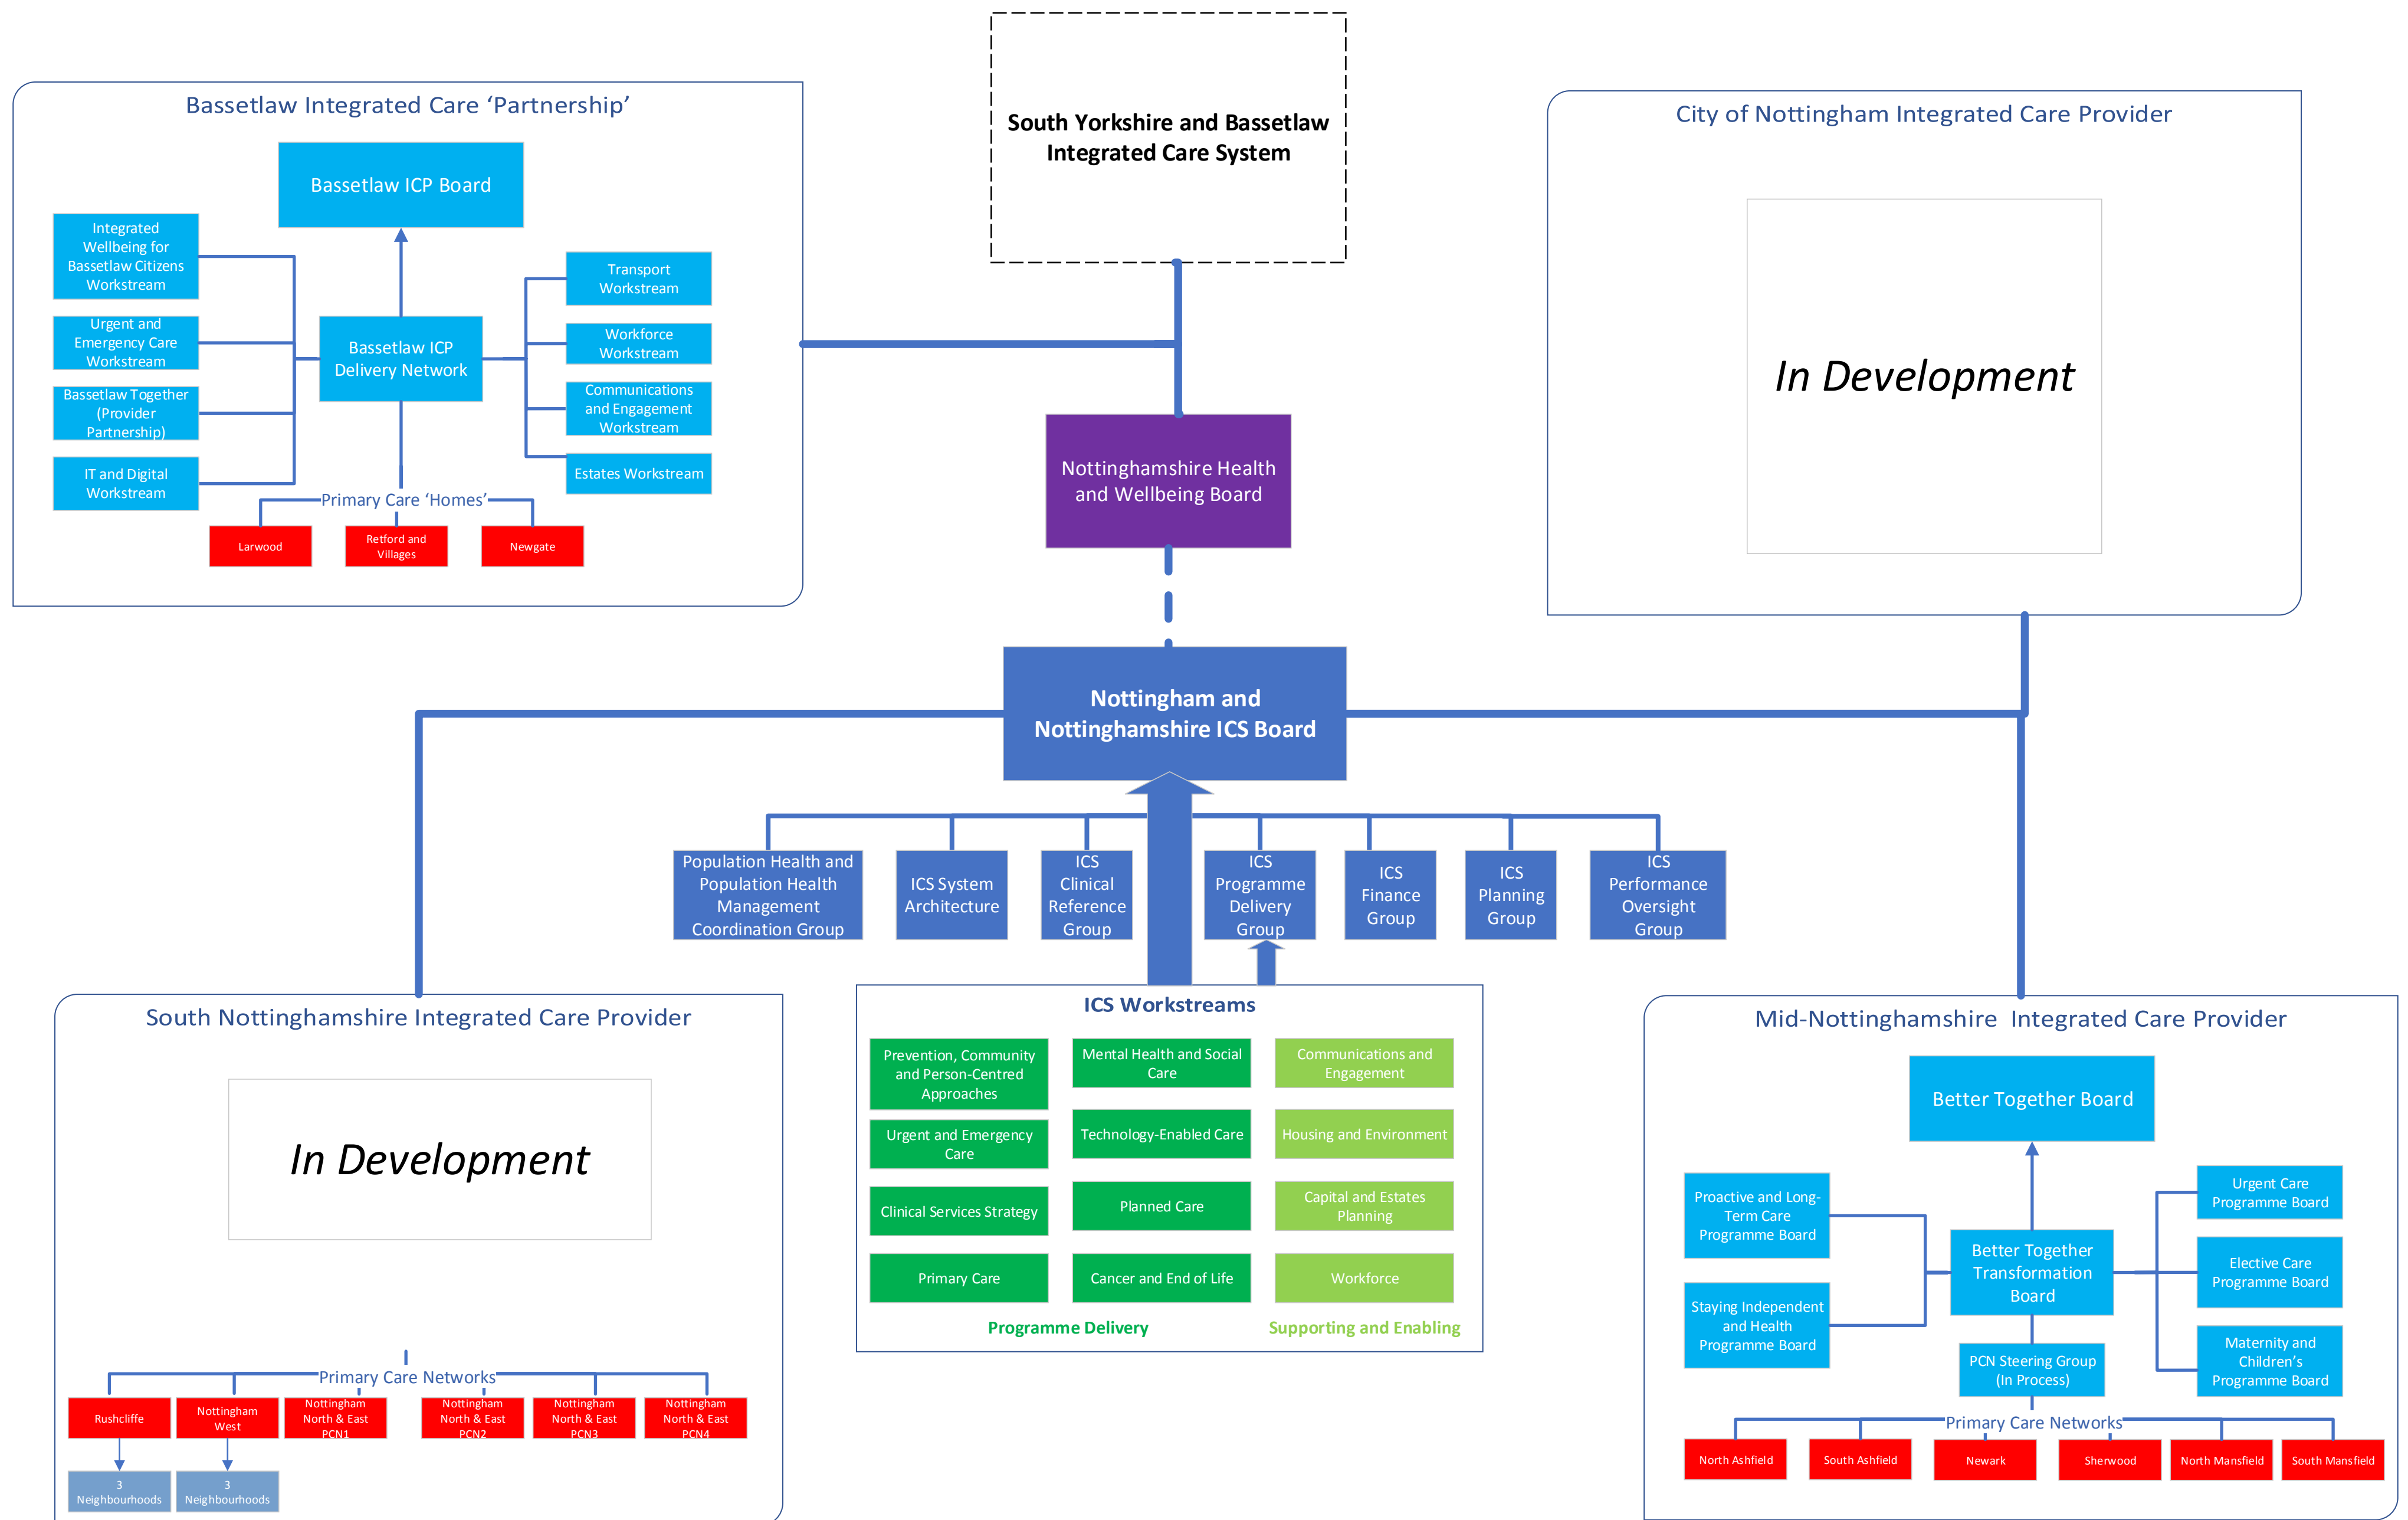 South Yorkshire and Bassetlaw
Integrated Care System
Bassetlaw Integrated Care ‘Partnership’
Bassetlaw ICP Board
Integrated
Wellbeing for
Bassetlaw Citizens
Workstream
Urgent and
Emergency Care
Workstream
Bassetlaw Together
(Provider
Partnership)
IT and Digital
Workstream
Bassetlaw ICP
Delivery Network
Transport
Workstream
Workforce
Workstream
Communications
and Engagement
Workstream
Estates Workstream
Primary Care ‘Homes’
Larwood
Retford and
Villages
Newgate
City of Nottingham Integrated Care Provider
In Development
Nottinghamshire Health
and Wellbeing Board
Nottingham and
Nottinghamshire ICS Board
Population Health and
Population Health
Management
Coordination Group
ICS System
Architecture
ICS
Clinical
Reference
Group
ICS
Programme
Delivery
Group
ICS
Finance
Group
ICS
Planning
Group
ICS
Performance
Oversight
Group
South Nottinghamshire Integrated Care Provider
In Development
Primary Care Networks
Rushcliffe
Nottingham
West
Nottingham
North & East
PCN1
Nottingham
North & East
PCN2
Nottingham
North & East
PCN3
Nottingham
North & East
PCN4
3
Neighbourhoods
3
Neighbourhoods
ICS Workstreams
Prevention, Community
and Person-Centred
Approaches
Urgent and Emergency
Care
Clinical Services Strategy
Primary Care
Mental Health and Social
Care
Technology-Enabled Care
Planned Care
Cancer and End of Life
Communications and
Engagement
Housing and Environment
Capital and Estates
Planning
Workforce
Programme Delivery
Supporting and Enabling
Mid-Nottinghamshire Integrated Care Provider
Better Together Board
Proactive and Long-
Term Care
Programme Board
Staying Independent
and Health
Programme Board
Better Together
Transformation
Board
Urgent Care
Programme Board
Elective Care
Programme Board
Maternity and
Children’s
Programme Board
PCN Steering Group
(In Process)
Primary Care Networks
North Ashfield
South Ashfield
Newark
Sherwood
North Mansfield
South Mansfield